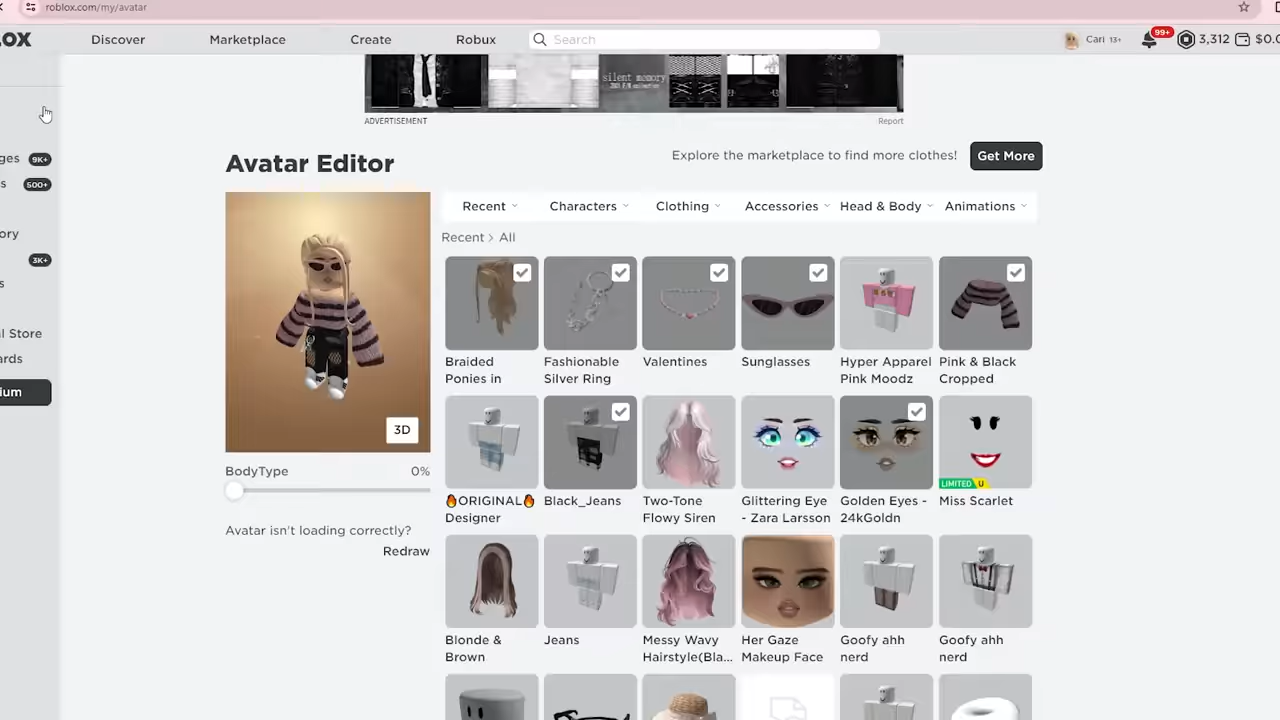 roblox.com/my/avatar
OX
Discover
Marketplace
Create
Robux
Search
Cari 13+
99+
3,312
$0.0
silent memory
ADVERTISEMENT
Report
ges 9K+
s 500+
ory
3K+
s
l Store
ards
ium
Avatar Editor
Explore the marketplace to find more clothes!
Get More
3D
BodyType 0%
Avatar isn't loading correctly?
Redraw
Recent
Characters
Clothing
Accessories
Head & Body
Animations
Recent > All
Braided
Ponies in
Fashionable
Silver Ring
Valentines
Sunglasses
Hyper Apparel
Pink Moodz
Pink & Black
Cropped
🔥ORIGINAL🔥
Designer
Black_Jeans
Two-Tone
Flowy Siren
Glittering Eye
- Zara Larsson
Golden Eyes -
24kGoldn
LIMITED U
Miss Scarlet
Blonde &
Brown
Jeans
Messy Wavy
Hairstyle(Bla...
Her Gaze
Makeup Face
Goofy ahh
nerd
Goofy ahh
nerd